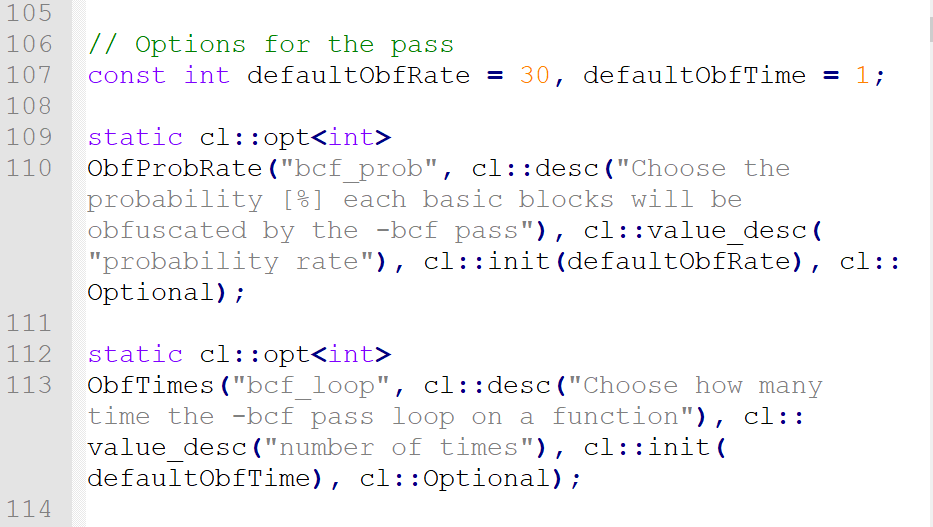 105
106 // Options for the pass
107 const int defaultObfRate = 30, defaultObfTime = 1;
108
109 static cl::opt<int>
110 ObfProbRate("bcf_prob", cl::desc("Choose the
probability [%] each basic blocks will be
obfuscated by the -bcf pass"), cl::value_desc(
"probability rate"), cl::init(defaultObfRate), cl::
Optional);
111
112 static cl::opt<int>
113 ObfTimes("bcf_loop", cl::desc("Choose how many
time the -bcf pass loop on a function"), cl::
value_desc("number of times"), cl::init(
defaultObfTime), cl::Optional);
114